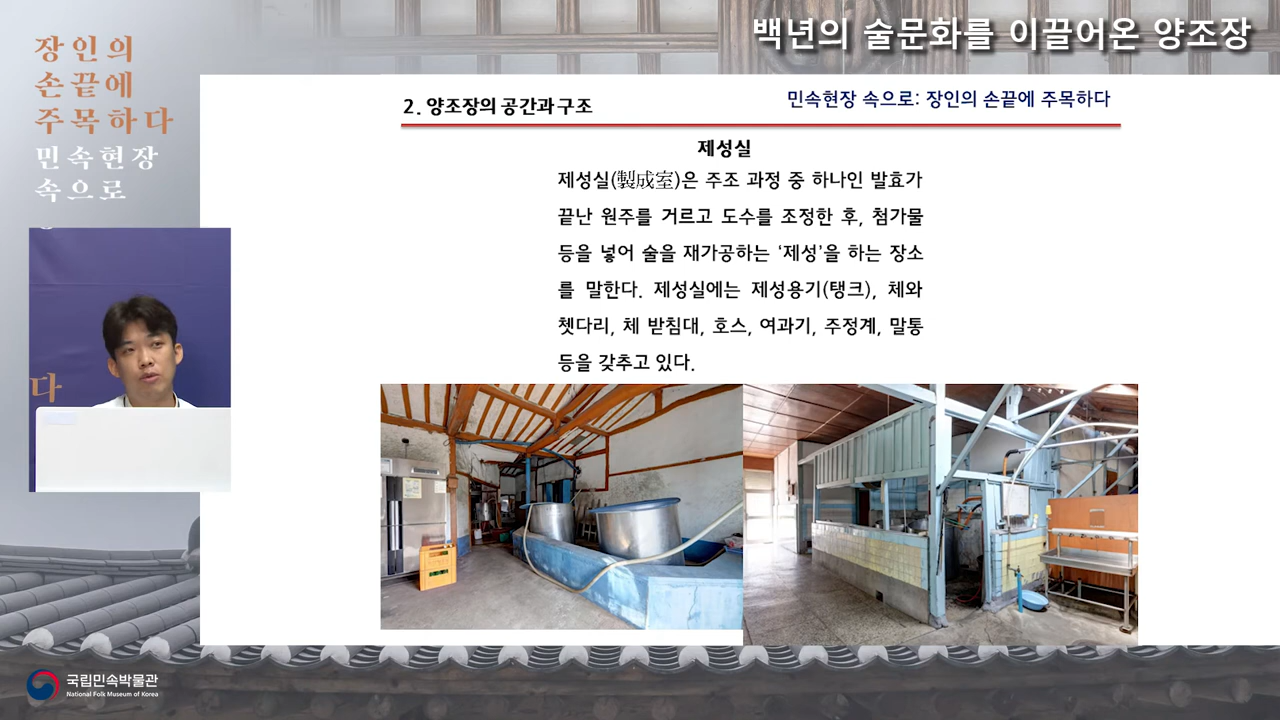 백년의 술문화를 이끌어온 양조장
장인의
손끝에
주목하다
민속현장
속으로
2. 양조장의 공간과 구조
민속현장 속으로: 장인의 손끝에 주목하다
제성실
제성실(製成室)은 주조 과정 중 하나인 발효가
끝난 원주를 거르고 도수를 조정한 후, 첨가물
등을 넣어 술을 재가공하는 ‘제성’을 하는 장소
를 말한다. 제성실에는 제성용기(탱크), 체와
쳇다리, 체 받침대, 호스, 여과기, 주정계, 말통
등을 갖추고 있다.
다
국립민속박물관
National Folk Museum of Korea